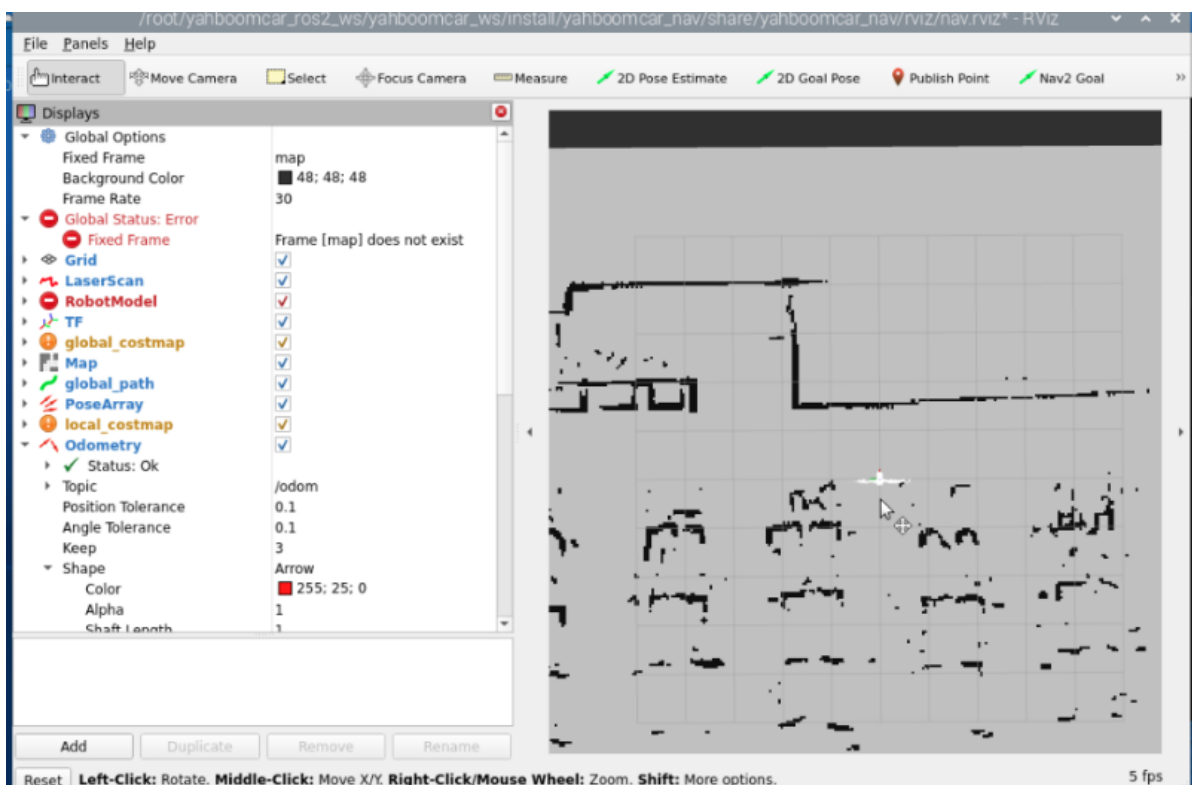 /root/yahboomcar_ros2_ws/yahboomcar_ws/install/yahboomcar_nav/share/yahboomcar_nav/rviz/nav.rviz* - RViz
File Panels Help
Interact Move Camera Select Focus Camera Measure 2D Pose Estimate 2D Goal Pose Publish Point Nav2 Goal »
Displays
Global Options
Fixed Frame map
Background Color 48; 48; 48
Frame Rate 30
Global Status: Error
Fixed Frame Frame [map] does not exist
Grid
LaserScan
RobotModel
TF
global_costmap
Map
global_path
PoseArray
local_costmap
Odometry
Status: Ok
Topic /odom
Position Tolerance 0.1
Angle Tolerance 0.1
Keep 3
Shape Arrow
Color 255; 25; 0
Alpha 1
Shaft Length 1
Add Duplicate Remove Rename
Reset Left-Click: Rotate. Middle-Click: Move X/Y. Right-Click/Mouse Wheel: Zoom. Shift: More options. 5 fps